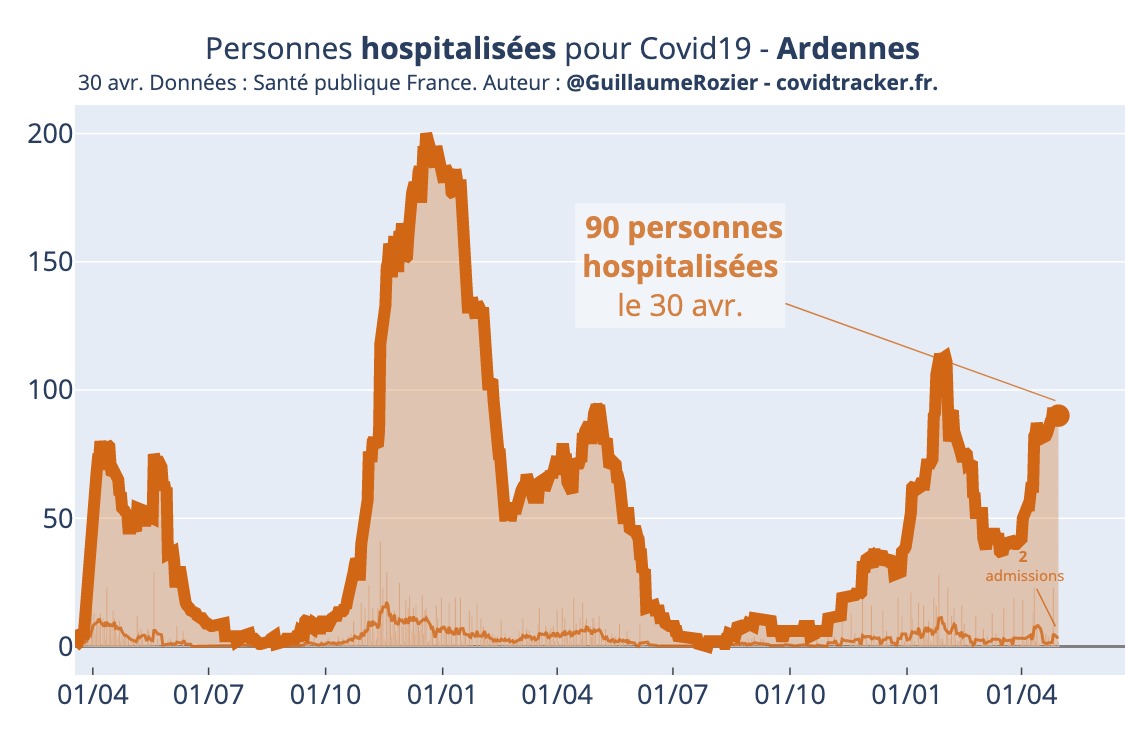 Personnes hospitalisées pour Covid19 - Ardennes
30 avr. Données : Santé publique France. Auteur : @GuillaumeRozier - covidtracker.fr.
200
150
100
50
0
90 personnes
hospitalisées
le 30 avr.
2
admissions
01/04 01/07 01/10 01/01 01/04 01/07 01/10 01/01 01/04